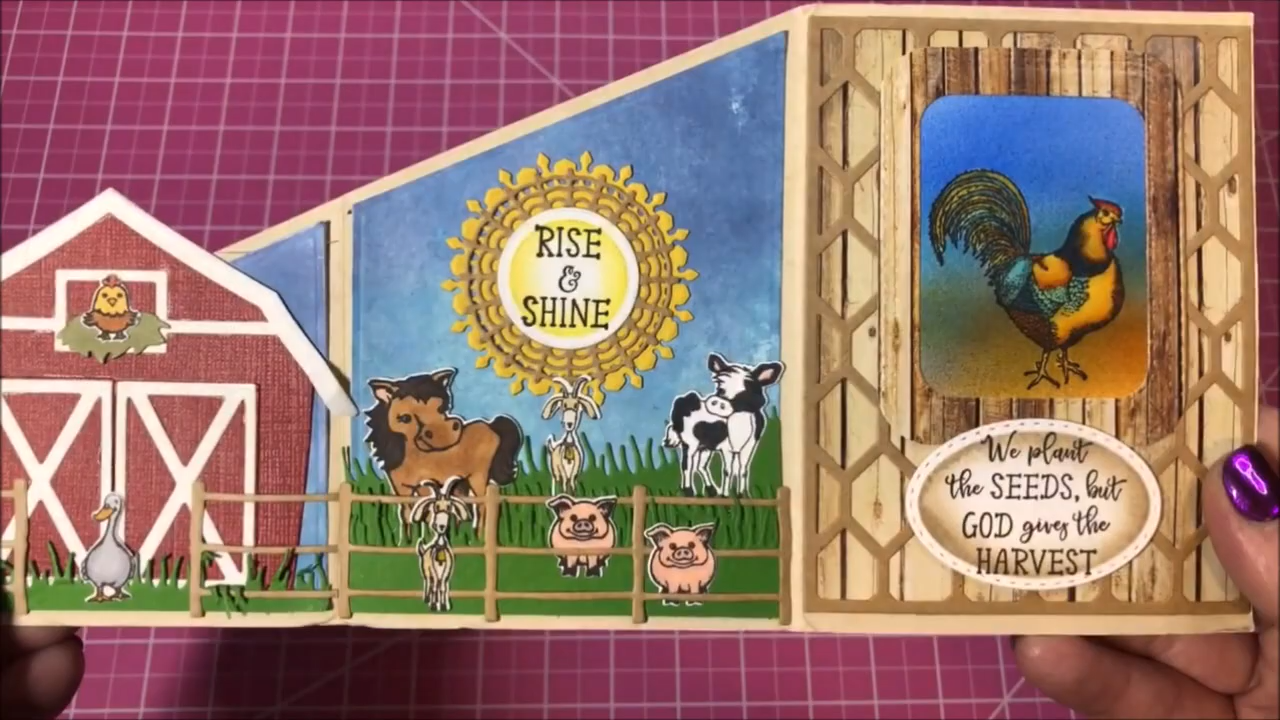 RISE
&
SHINE
We plant
the SEEDS, but
GOD gives the
HARVEST